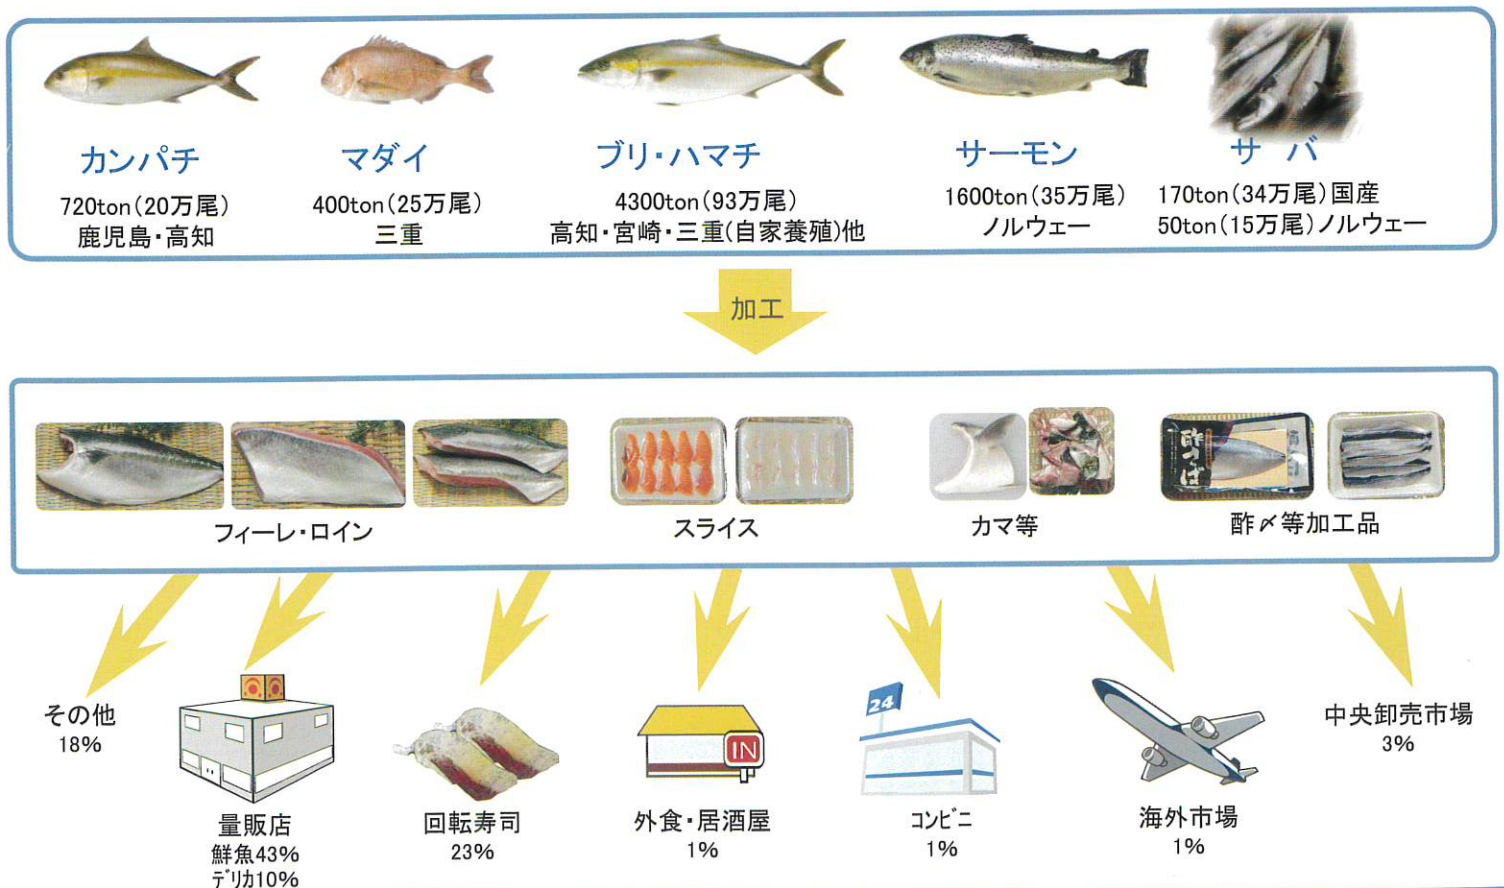 カンパチ
720ton(20万尾)
鹿児島・高知
マダイ
400ton(25万尾)
三重
ブリ・ハマチ
4300ton(93万尾)
高知・宮崎・三重(自家養殖)他
サーモン
1600ton(35万尾)
ノルウェー
サ バ
170ton(34万尾)国産
50ton(15万尾)ノルウェー
加工
フィーレ・ロイン
スライス
カマ等
酢〆等加工品
酢さば
その他
18%
量販店
鮮魚43%
デリカ10%
回転寿司
23%
IN
外食・居酒屋
1%
24
コンビニ
1%
海外市場
1%
中央卸売市場
3%